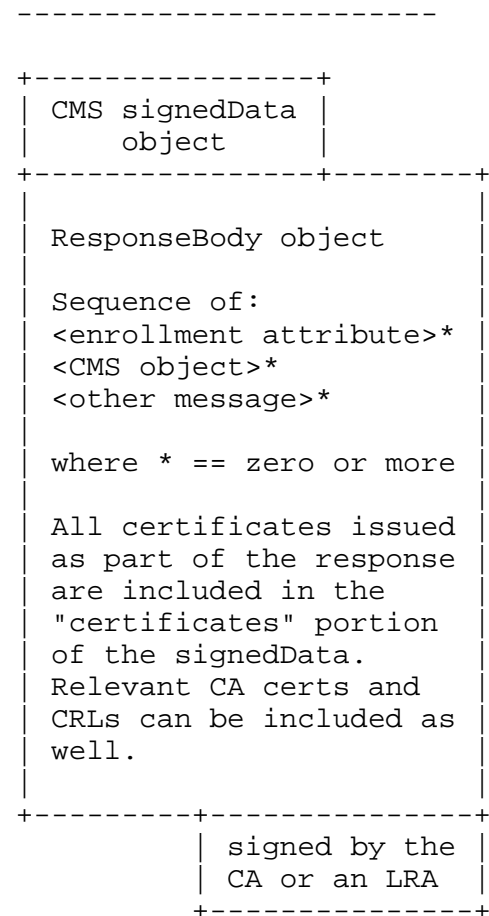 CMS signedData
object
ResponseBody object
Sequence of:
<enrollment attribute>*
<CMS object>*
<other message>*
where * == zero or more
All certificates issued
as part of the response
are included in the
"certificates" portion
of the signedData.
Relevant CA certs and
CRLs can be included as
well.
signed by the
CA or an LRA